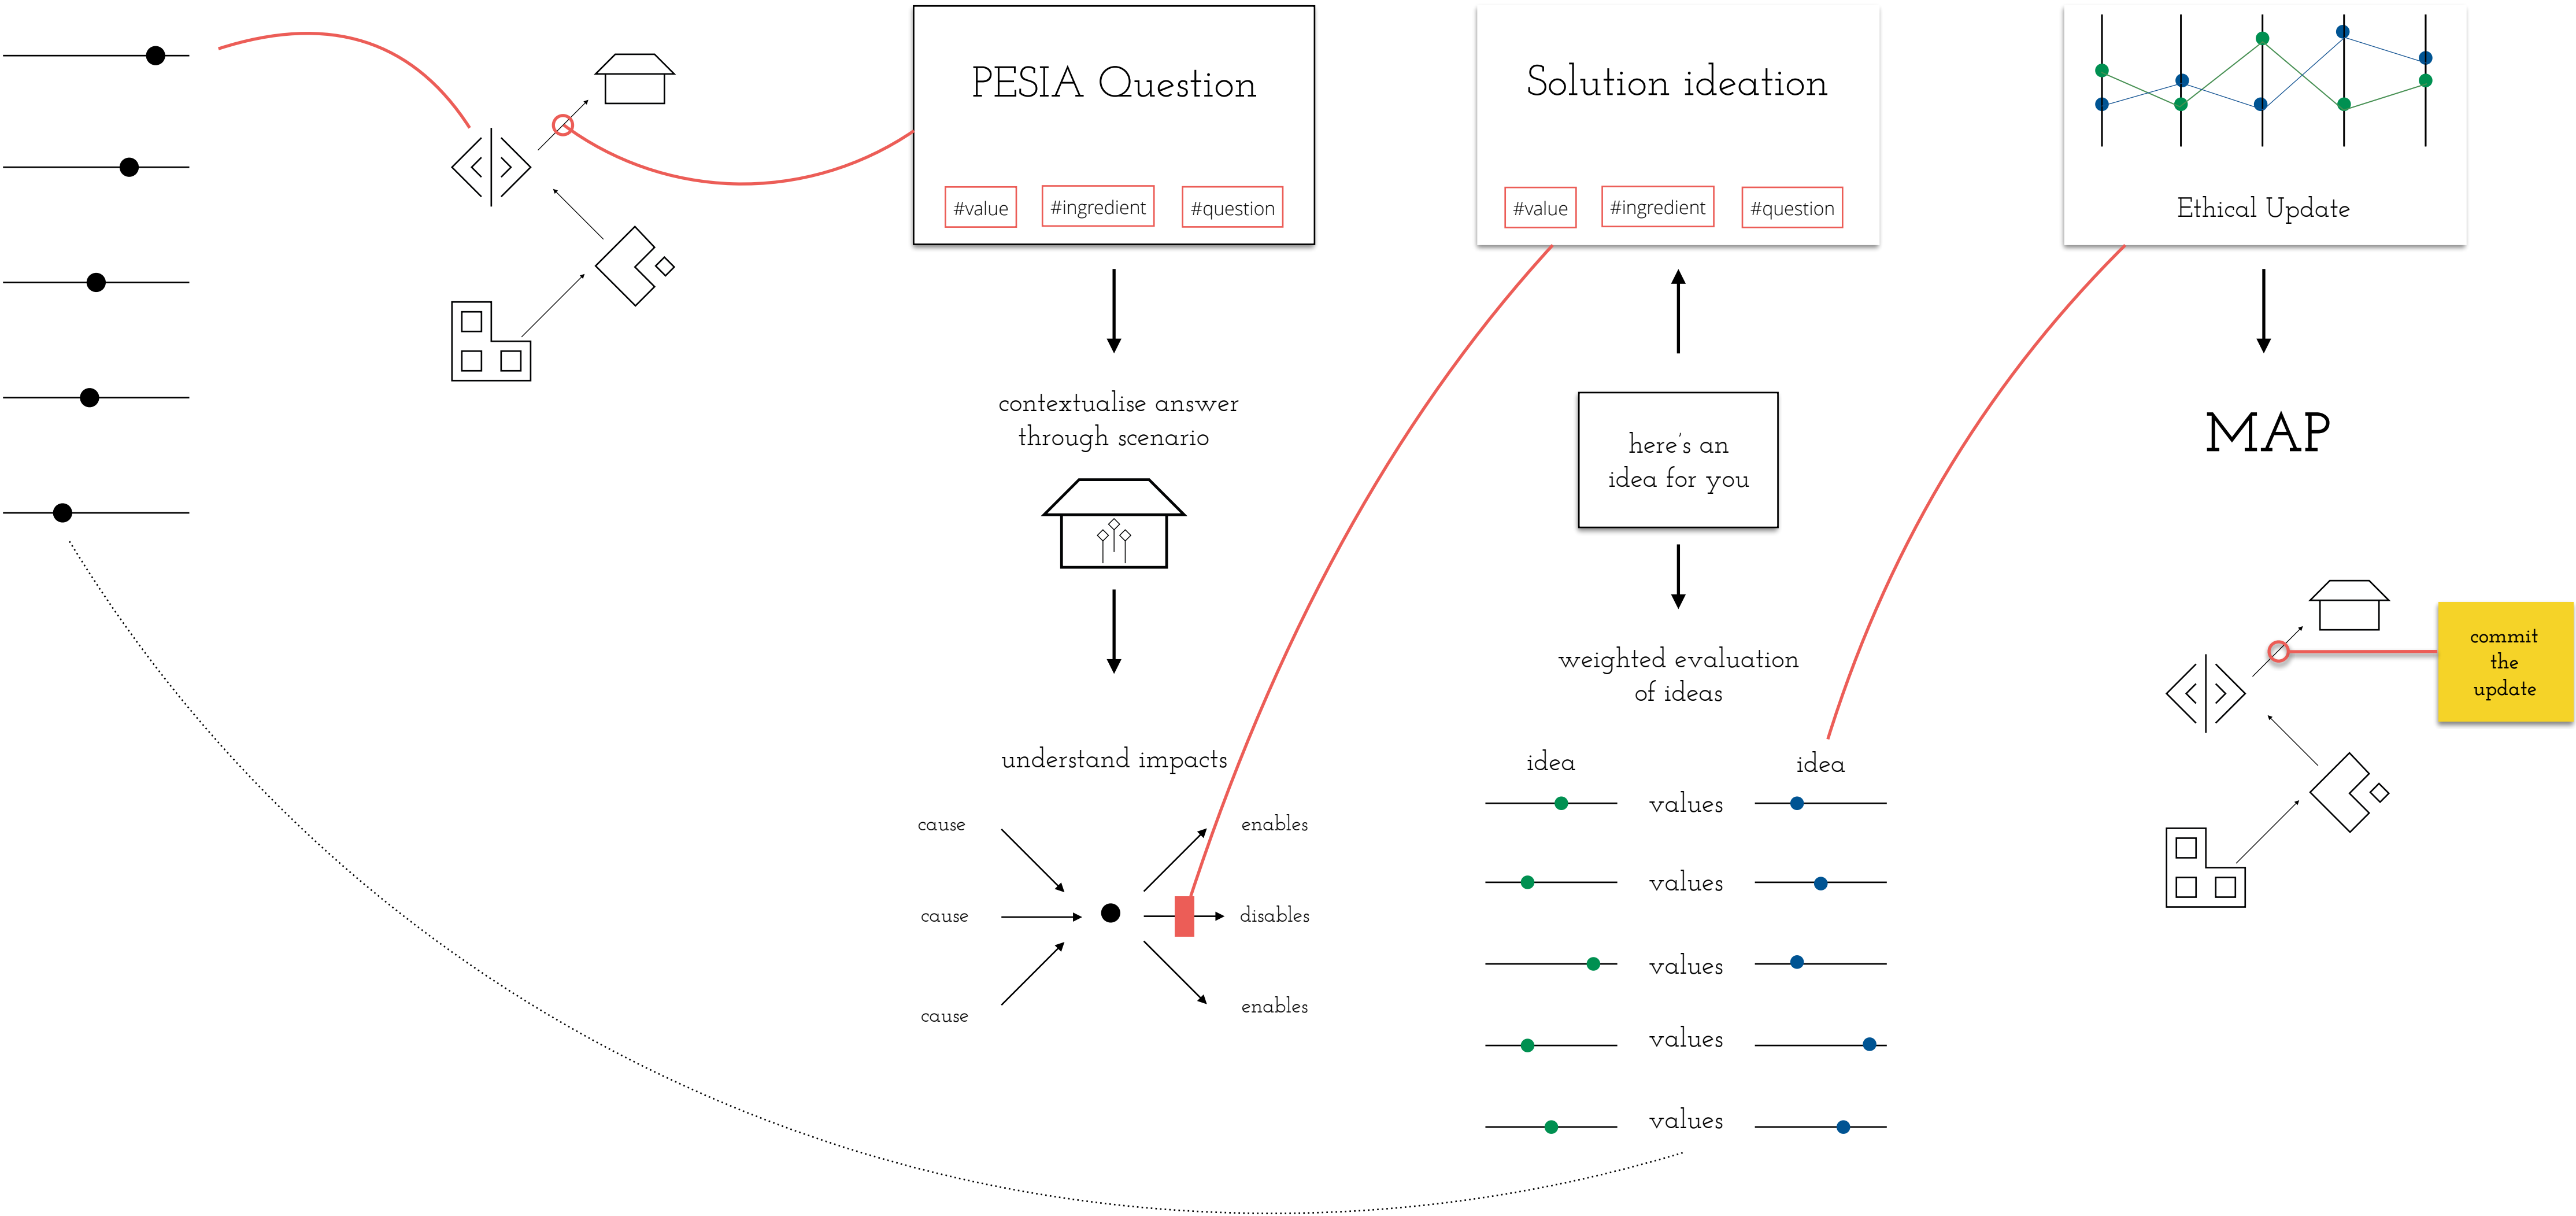 PESIA Question
#value
#ingredient
#question
contextualise answer
through scenario
understand impacts
cause
enables
cause
disables
cause
enables
Solution ideation
#value
#ingredient
#question
here's an
idea for you
weighted evaluation
of ideas
idea
idea
values
values
values
values
values
Ethical Update
MAP
commit
the
update